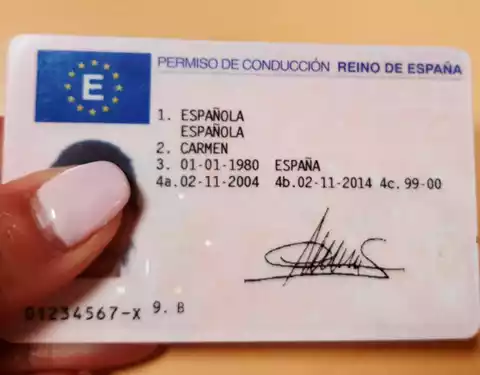 E
PERMISO DE CONDUCCIÓN REINO DE ESPAÑA
1. ESPAÑOLA
ESPAÑOLA
2. CARMEN
3. 01-01-1980 ESPAÑA
4a.02-11-2004 4b.02-11-2014 4c.99-00
01234567-X 9. B